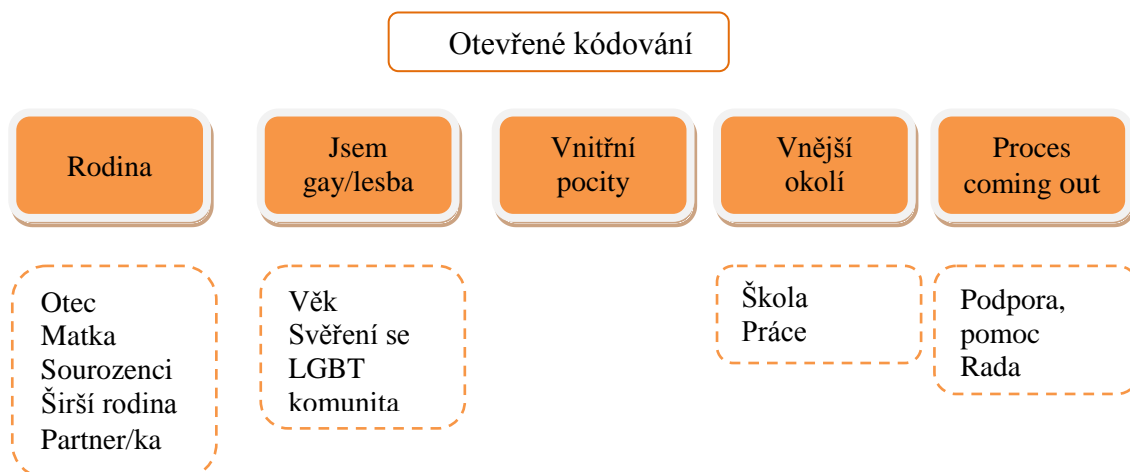 Otevřené kódování
Rodina
Jsem
gay/lesba
Vnitřní
pocity
Vnější
okolí
Proces
coming out
Otec
Matka
Sourozenci
Širší rodina
Partner/ka
Věk
Svěření se
LGBT
komunita
Škola
Práce
Podpora,
pomoc
Rada